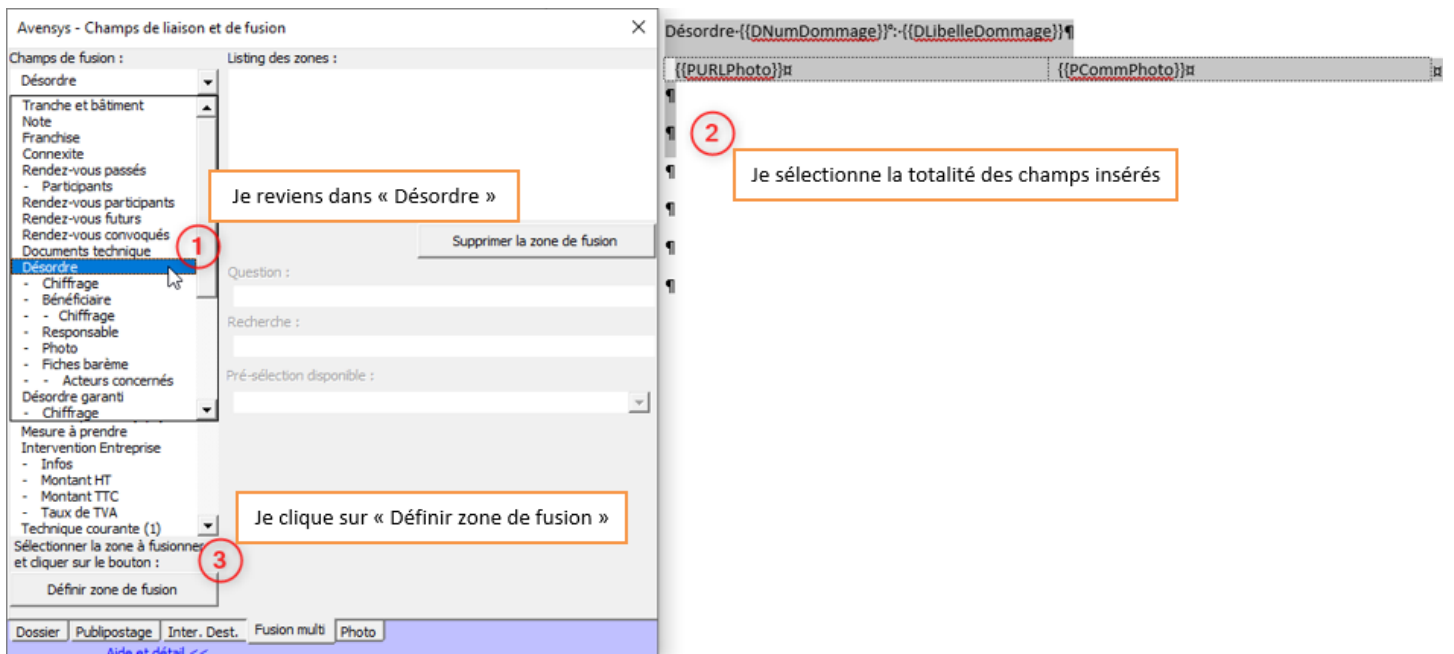 Avensys - Champs de liaison et de fusion
Champs de fusion :
Listing des zones :
Désordre
Tranche et bâtiment
Note
Franchise
Connexite
Rendez-vous passés
- Participants
Rendez-vous participants
Rendez-vous futurs
Rendez-vous convoqués
Documents technique
Désordre
- Chiffrage
- Bénéficiaire
- - Chiffrage
- Responsable
- Photo
- Fiches barème
- - Acteurs concernés
Désordre garanti
- Chiffrage
Mesure à prendre
Intervention Entreprise
- Infos
- Montant HT
- Montant TTC
- Taux de TVA
Technique courante (1)
Sélectionner la zone à fusionner
et cliquer sur le bouton :
Définir zone de fusion
1
Je reviens dans « Désordre »
Supprimer la zone de fusion
Question :
Recherche :
Pré-sélection disponible :
Je clique sur « Définir zone de fusion »
3
Dossier Publipostage Inter. Dest. Fusion multi Photo
Aide et détail <<
Désordre·{{DNumDommage}}°:·{{DLibelleDommage}}¶
{{PURLPhoto}}¤ {{PCommPhoto}}¤ ¤
¶
¶
2
Je sélectionne la totalité des champs insérés
¶
¶
¶
¶